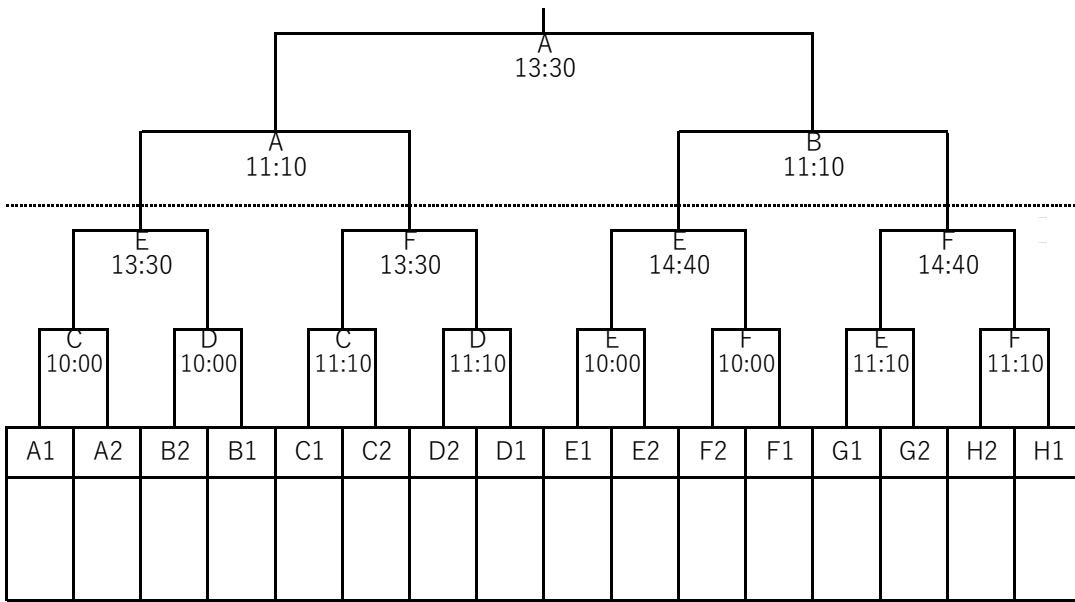 A
13:30
A B
11:10 11:10
E F E F
13:30 13:30 14:40 14:40
C D C D E F E F
10:00 10:00 11:10 11:10 10:00 10:00 11:10 11:10
A1 A2 B2 B1 C1 C2 D2 D1 E1 E2 F2 F1 G1 G2 H2 H1